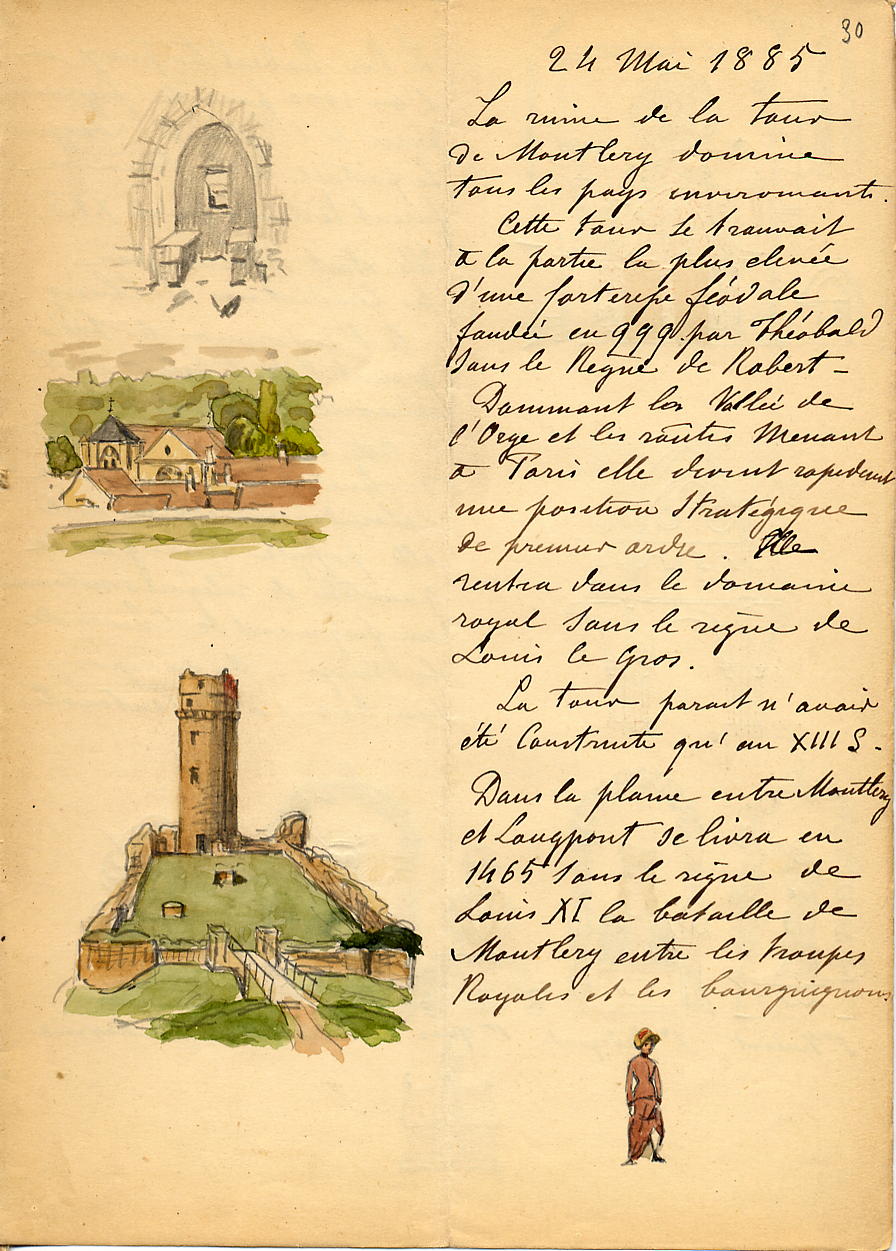 30
24 Mai 1885
La ruine de la tour
de Montlery domine
tous les pays environnants.
Cette tour se trouvait
à la partie la plus elevée
d'une forteresse féodale
fondée en 999 par Théobald
sous le Regne de Robert -
Dominant la Vallée de
l'Orge et les routes Menant
à Paris elle devint rapidement
une position Stratégique
de premier ordre. Elle
rentra dans le domaine
royal sous le règne de
Louis le Gros.
La tour parait n'avoir
été Construite qu'au XIII S.
Dans la plaine entre Montlery
et Longpont se livra en
1465 sous le règne de
Louis XI la bataille de
Montlery entre les troupes
Royales et les bourguignons